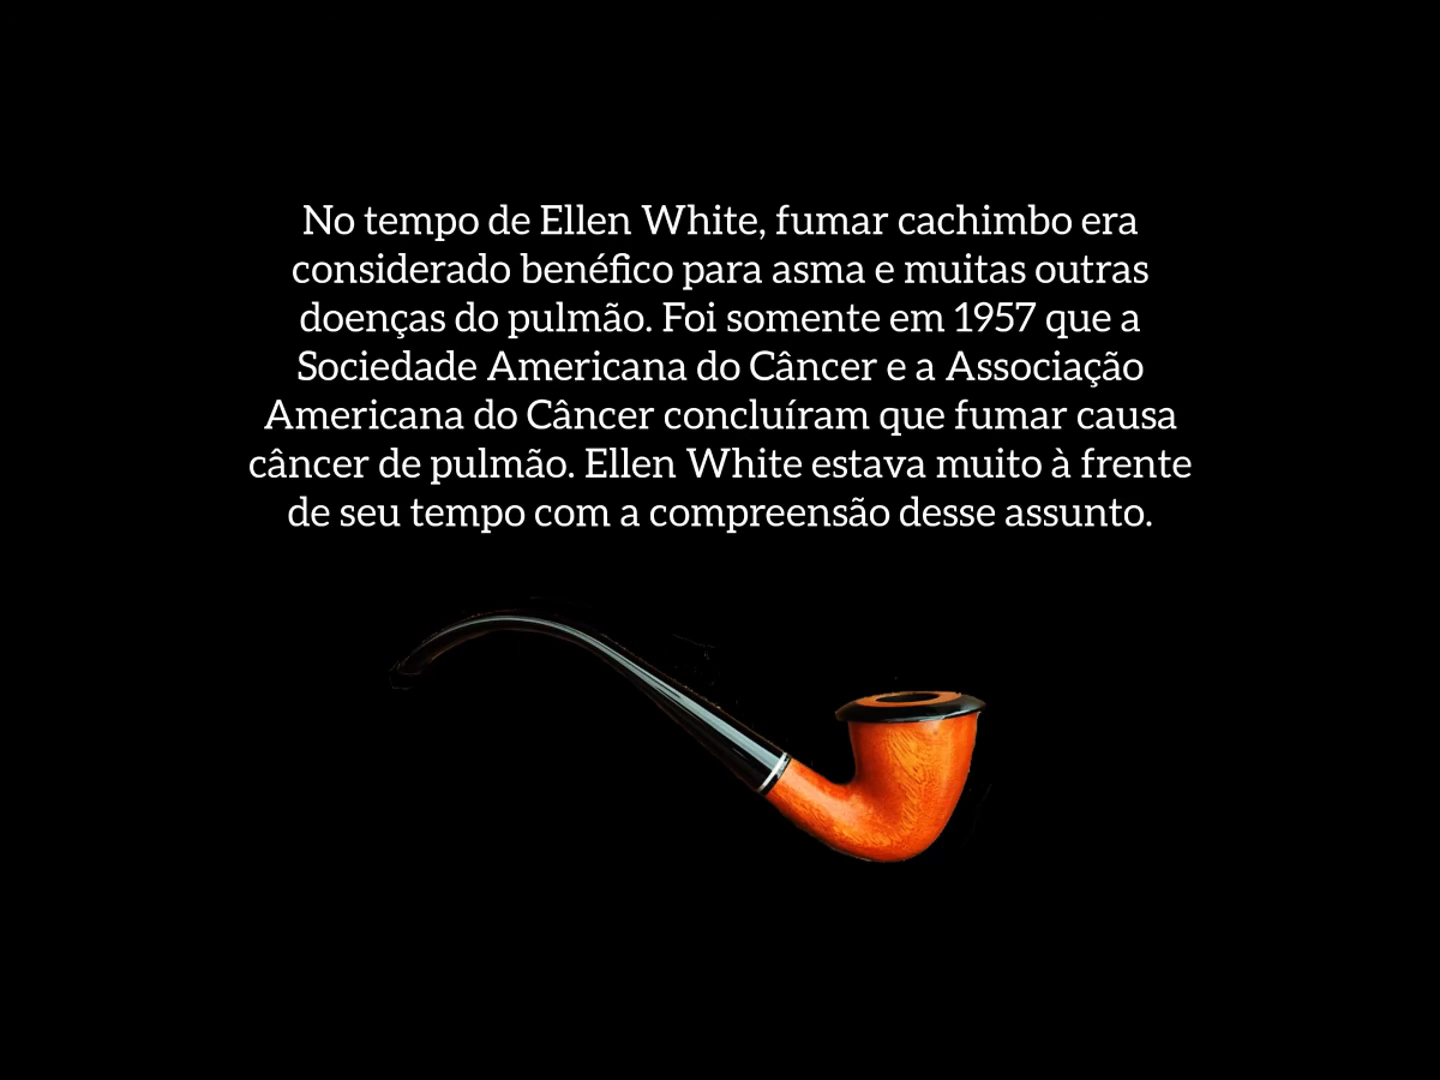 No tempo de Ellen White, fumar cachimbo era
considerado benéfico para asma e muitas outras
doenças do pulmão. Foi somente em 1957 que a
Sociedade Americana do Câncer e a Associação
Americana do Câncer concluíram que fumar causa
câncer de pulmão. Ellen White estava muito à frente
de seu tempo com a compreensão desse assunto.